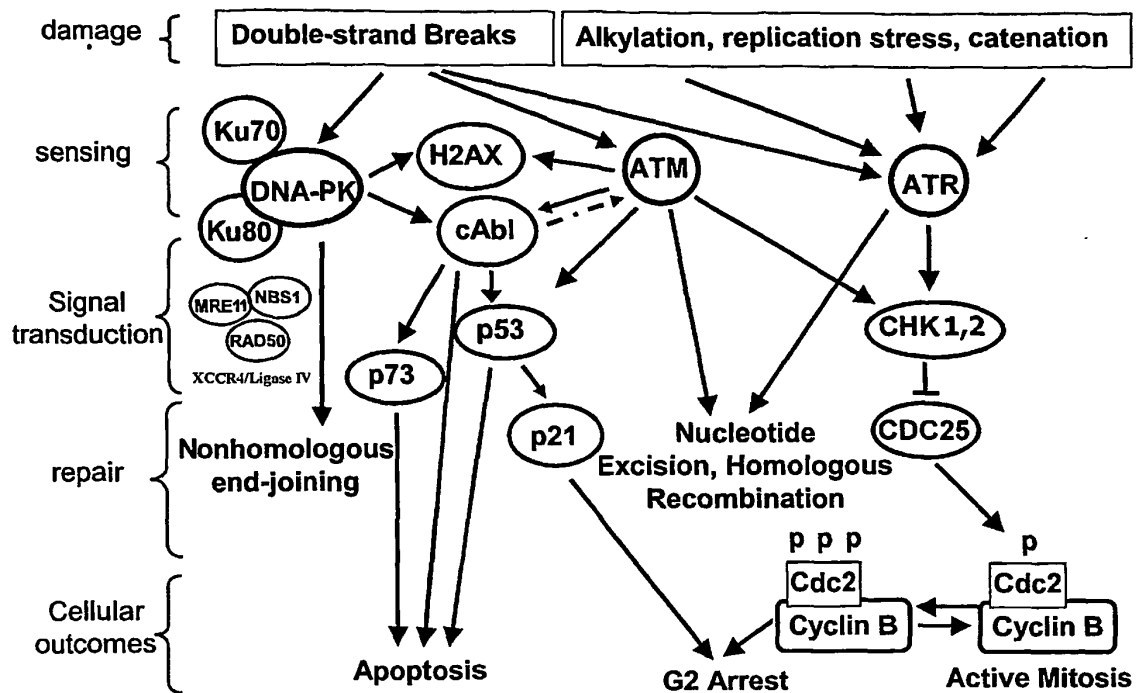 damage
Double-strand Breaks
Alkylation, replication stress, catenation
sensing
Ku70
DNA-PK
Ku80
H2AX
cAbl
ATM
ATR
Signal
transduction
MRE11
NBS1
RAD50
XCCR4/Ligase IV
p73
p53
CHK1,2
repair
Nonhomologous
end-joining
p21
Nucleotide
Excision, Homologous
Recombination
CDC25
Cellular
outcomes
p p p
Cdc2
Cyclin B
p
Cdc2
Cyclin B
Apoptosis
G2 Arrest
Active Mitosis